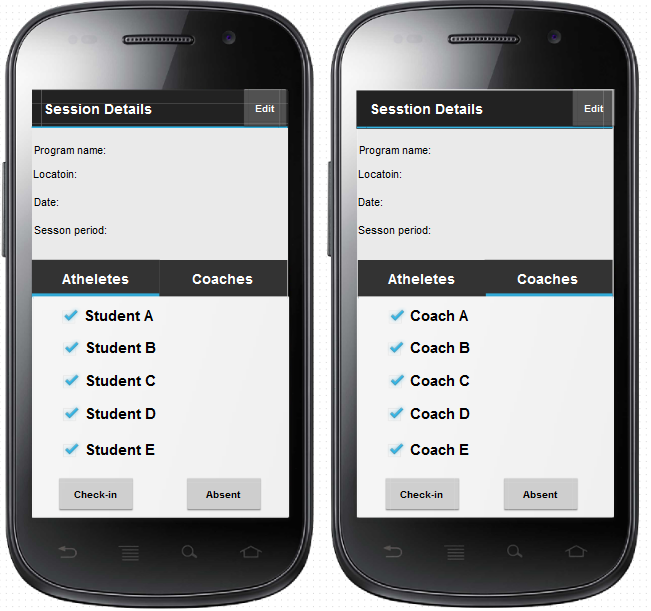 Session Details Edit
Program name:
Locatoin:
Date:
Sesson period:
Atheletes Coaches
Student A
Student B
Student C
Student D
Student E
Check-in Absent
Sesstion Details Edit
Program name:
Locatoin:
Date:
Sesson period:
Atheletes Coaches
Coach A
Coach B
Coach C
Coach D
Coach E
Check-in Absent